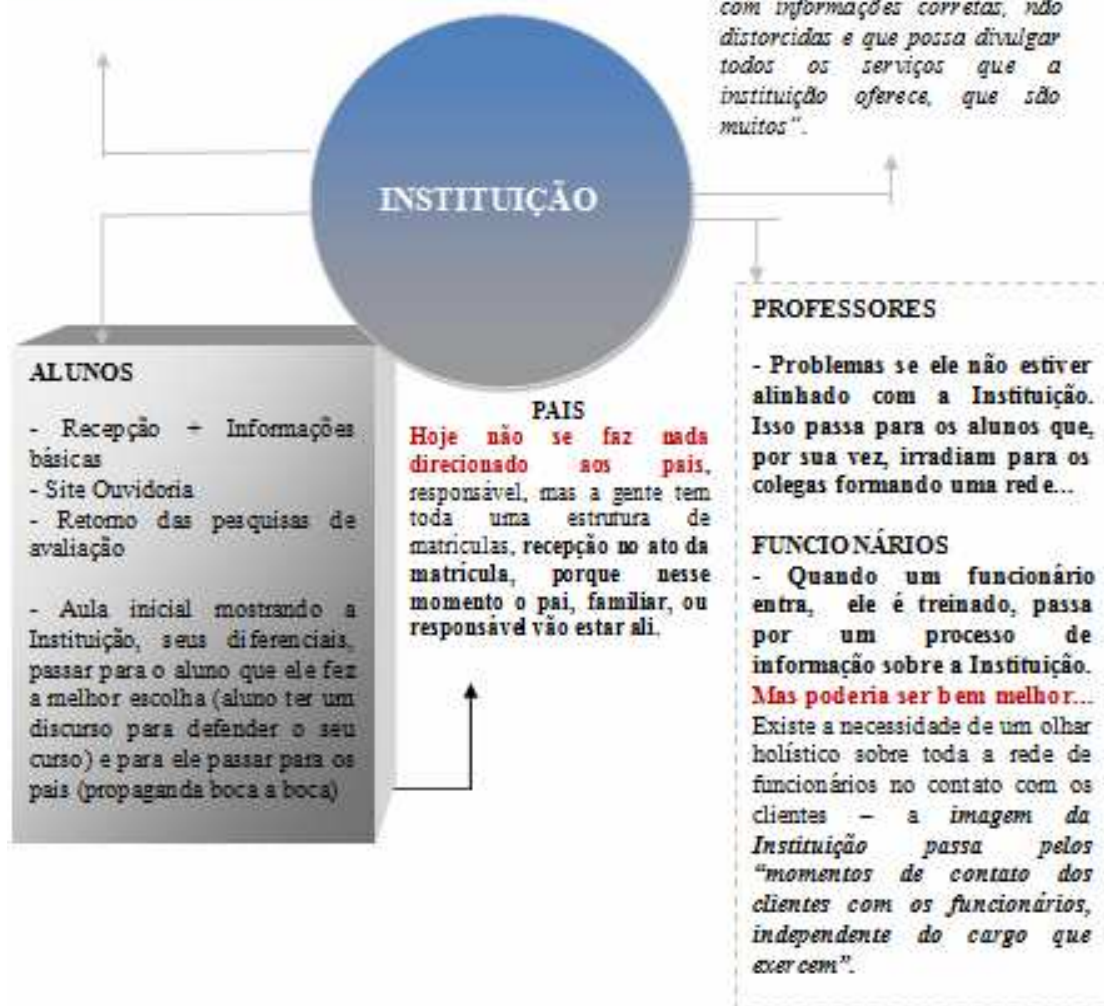 com informações corretas, não
distorcidas e que possa divulgar
todos os serviços que a
instituição oferece, que são
muitos".
INSTITUIÇÃO
ALUNOS
- Recepção + Informações
básicas
- Site Ouvidoria
- Retorno das pesquisas de
avaliação
- Aula inicial mostrando a
Instituição, seus diferenciais,
passar para o aluno que ele fez
a melhor escolha (aluno ter um
discurso para defender o seu
curso) e para ele passar para os
pais (propaganda boca a boca)
PAIS
Hoje não se faz nada
direcionado aos pais,
responsável, mas a gente tem
toda uma estrutura de
matrículas, recepção no ato da
matrícula, porque nesse
momento o pai, familiar, ou
responsável vão estar ali.
PROFESSORES
- Problemas se ele não estiver
alinhado com a Instituição.
Isso passa para os alunos que,
por sua vez, irradiam para os
colegas formando uma rede...
FUNCIONÁRIOS
- Quando um funcionário
entra, ele é treinado, passa
por um processo de
informação sobre a Instituição.
Mas poderia ser bem melhor...
Existe a necessidade de um olhar
holístico sobre toda a rede de
funcionários no contato com os
clientes – a imagem da
Instituição passa pelos
"momentos de contato dos
clientes com os funcionários,
independente do cargo que
exercem".